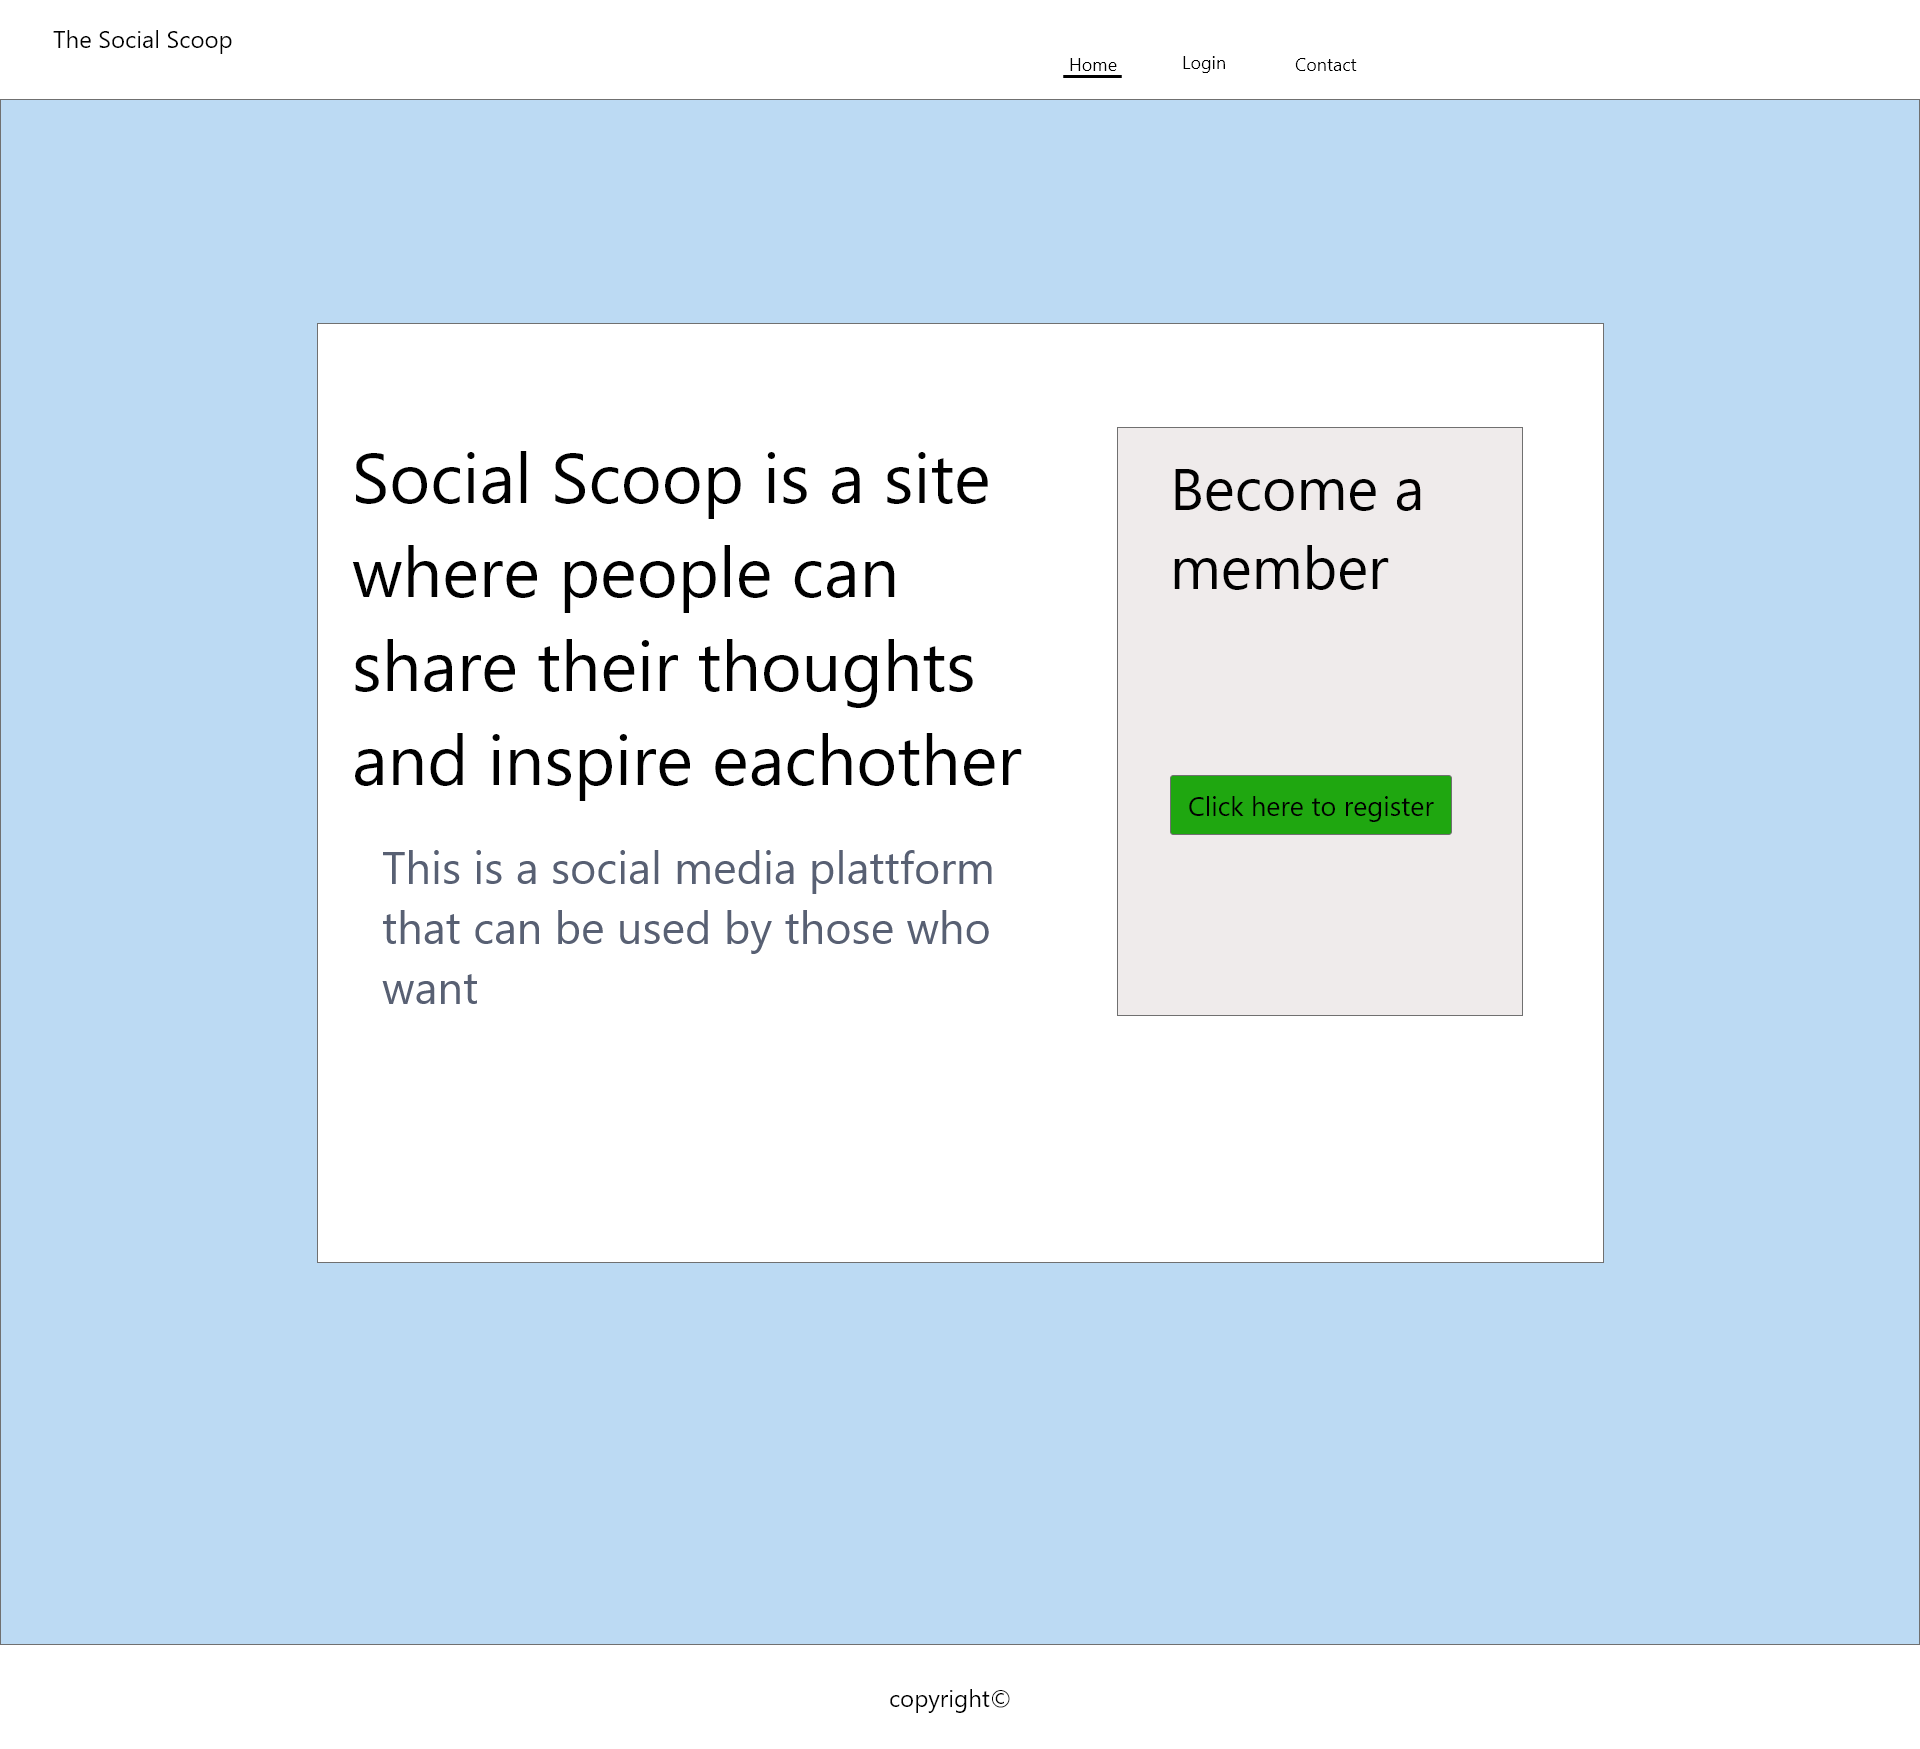 The Social Scoop
Home
Login
Contact
Social Scoop is a site
where people can
share their thoughts
and inspire eachother
This is a social media plattform
that can be used by those who
want
Become a
member
Click here to register
copyright©